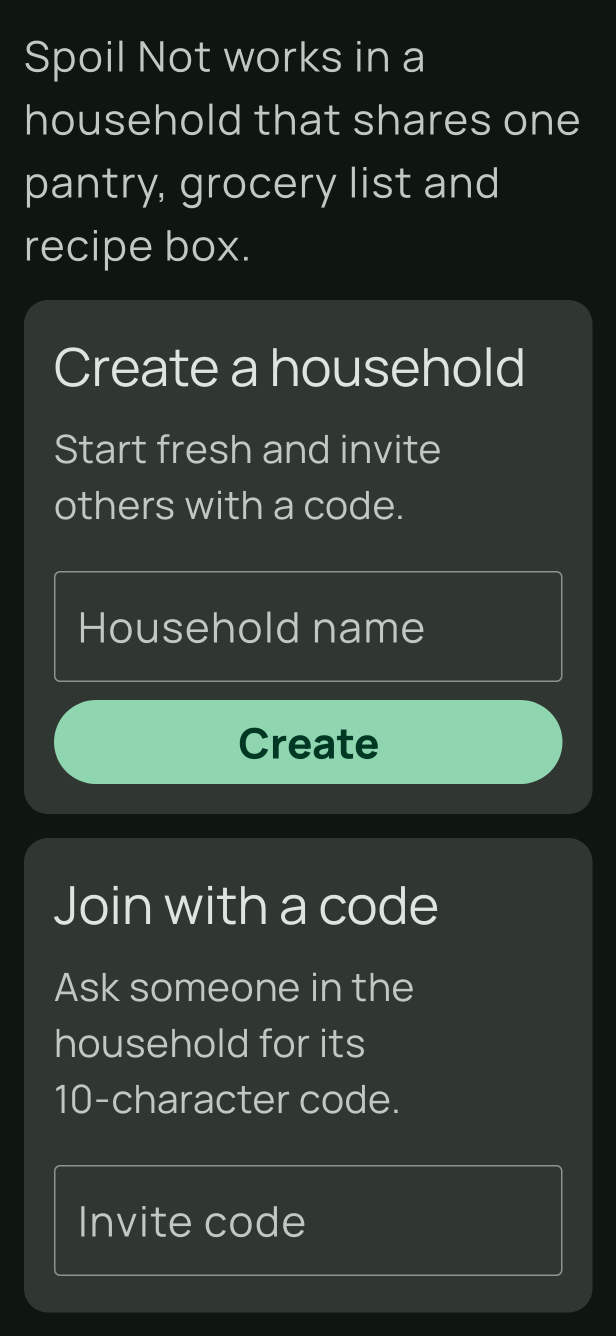 Spoil Not works in a
household that shares one
pantry, grocery list and
recipe box.
Create a household
Start fresh and invite
others with a code.
Household name
Create
Join with a code
Ask someone in the
household for its
10-character code.
Invite code